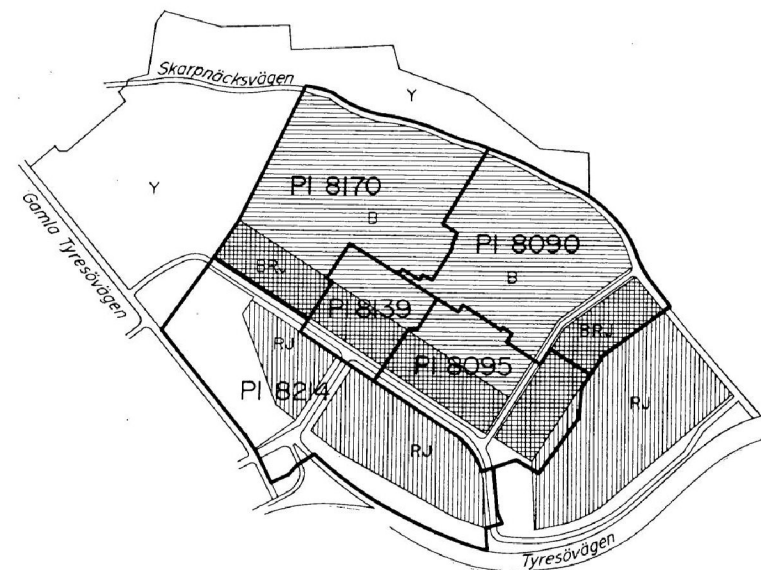 Skarpnäcksvägen
Y
Y
Pl 8170
B
Pl 8090
B
Gamla Tyresövägen
BRJ
Pl 8139
BRJ
RJ
Pl 8095
Pl 8214
RJ
RJ
Tyresövägen